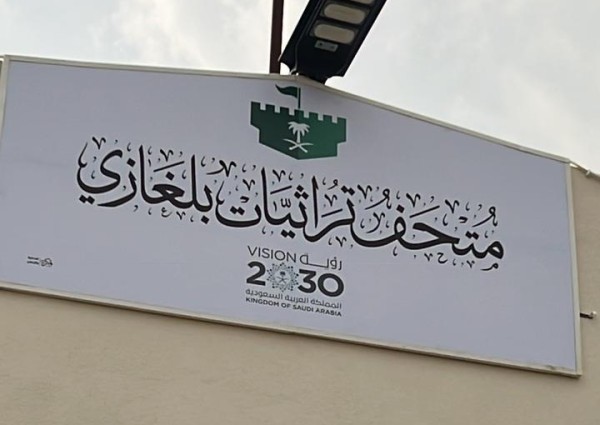 متحف تراثيات بلغازي
VISION رؤية
2030
المملكة العربية السعودية
KINGDOM OF SAUDI ARABIA